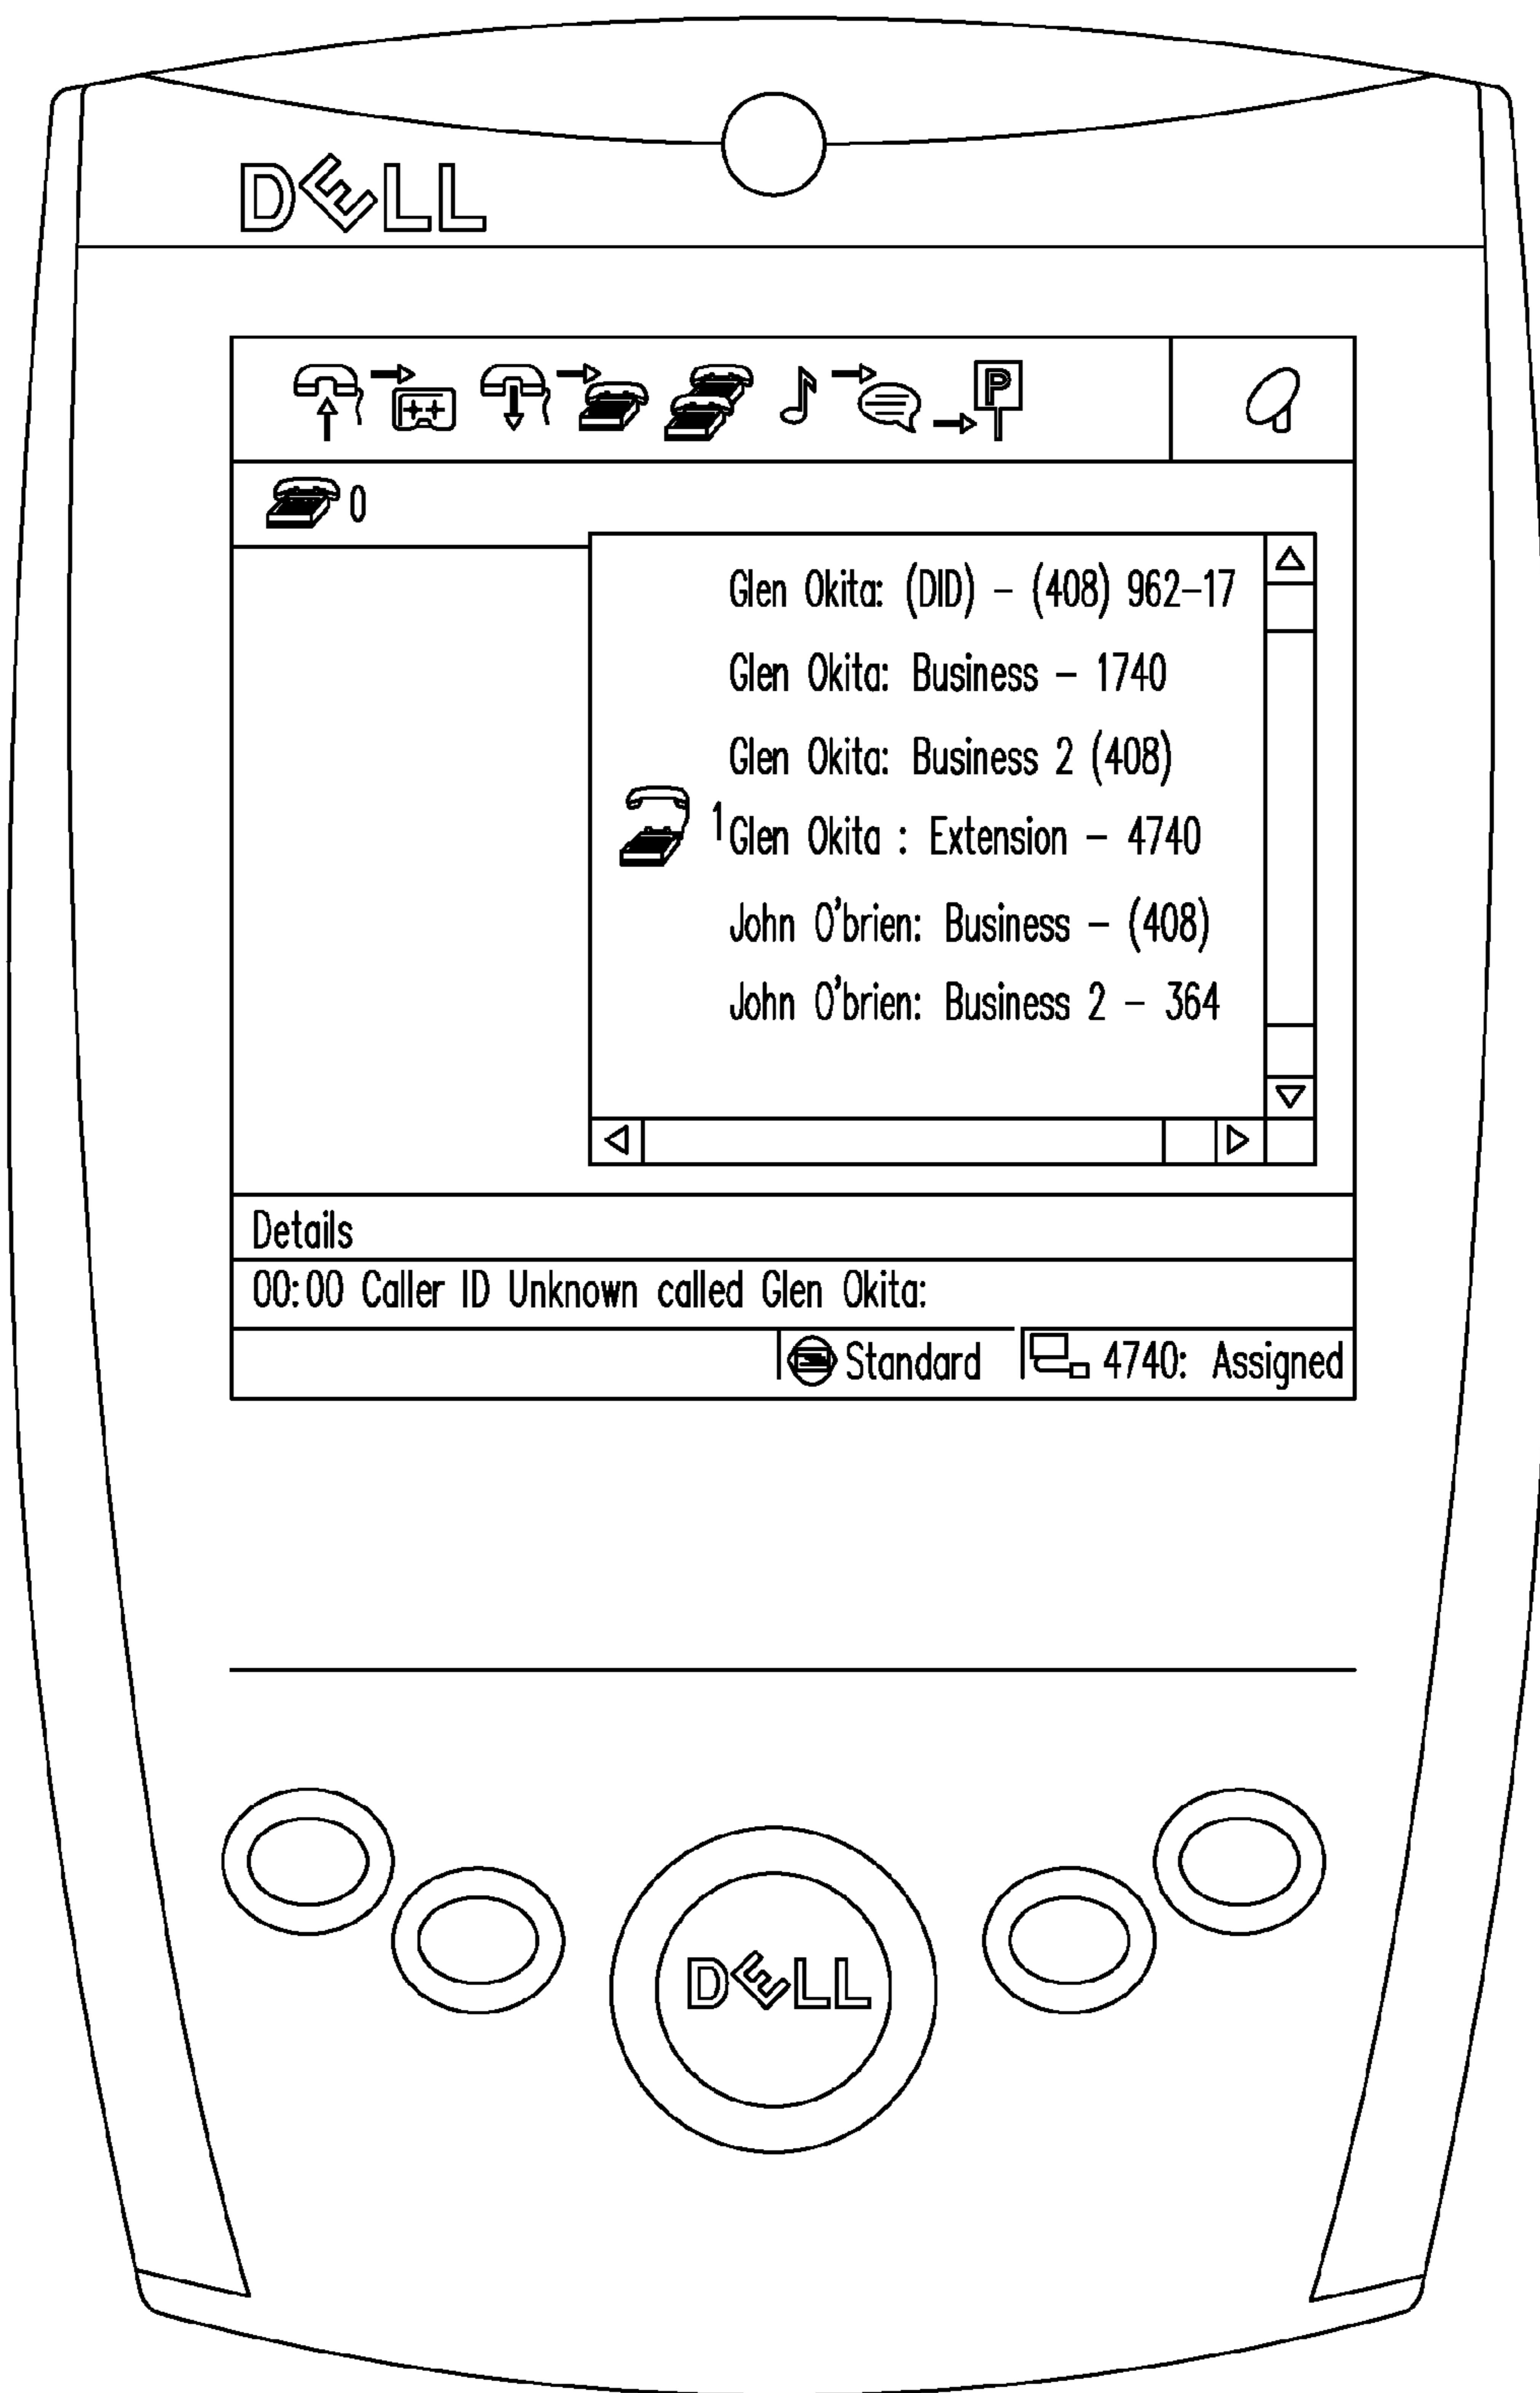 DELL
P
0
Glen Okita: (DID) – (408) 962–17
Glen Okita: Business – 1740
Glen Okita: Business 2 (408)
1 Glen Okita : Extension – 4740
John O'brien: Business – (408)
John O'brien: Business 2 – 364
Details
00:00 Caller ID Unknown called Glen Okita:
Standard 4740: Assigned
DELL